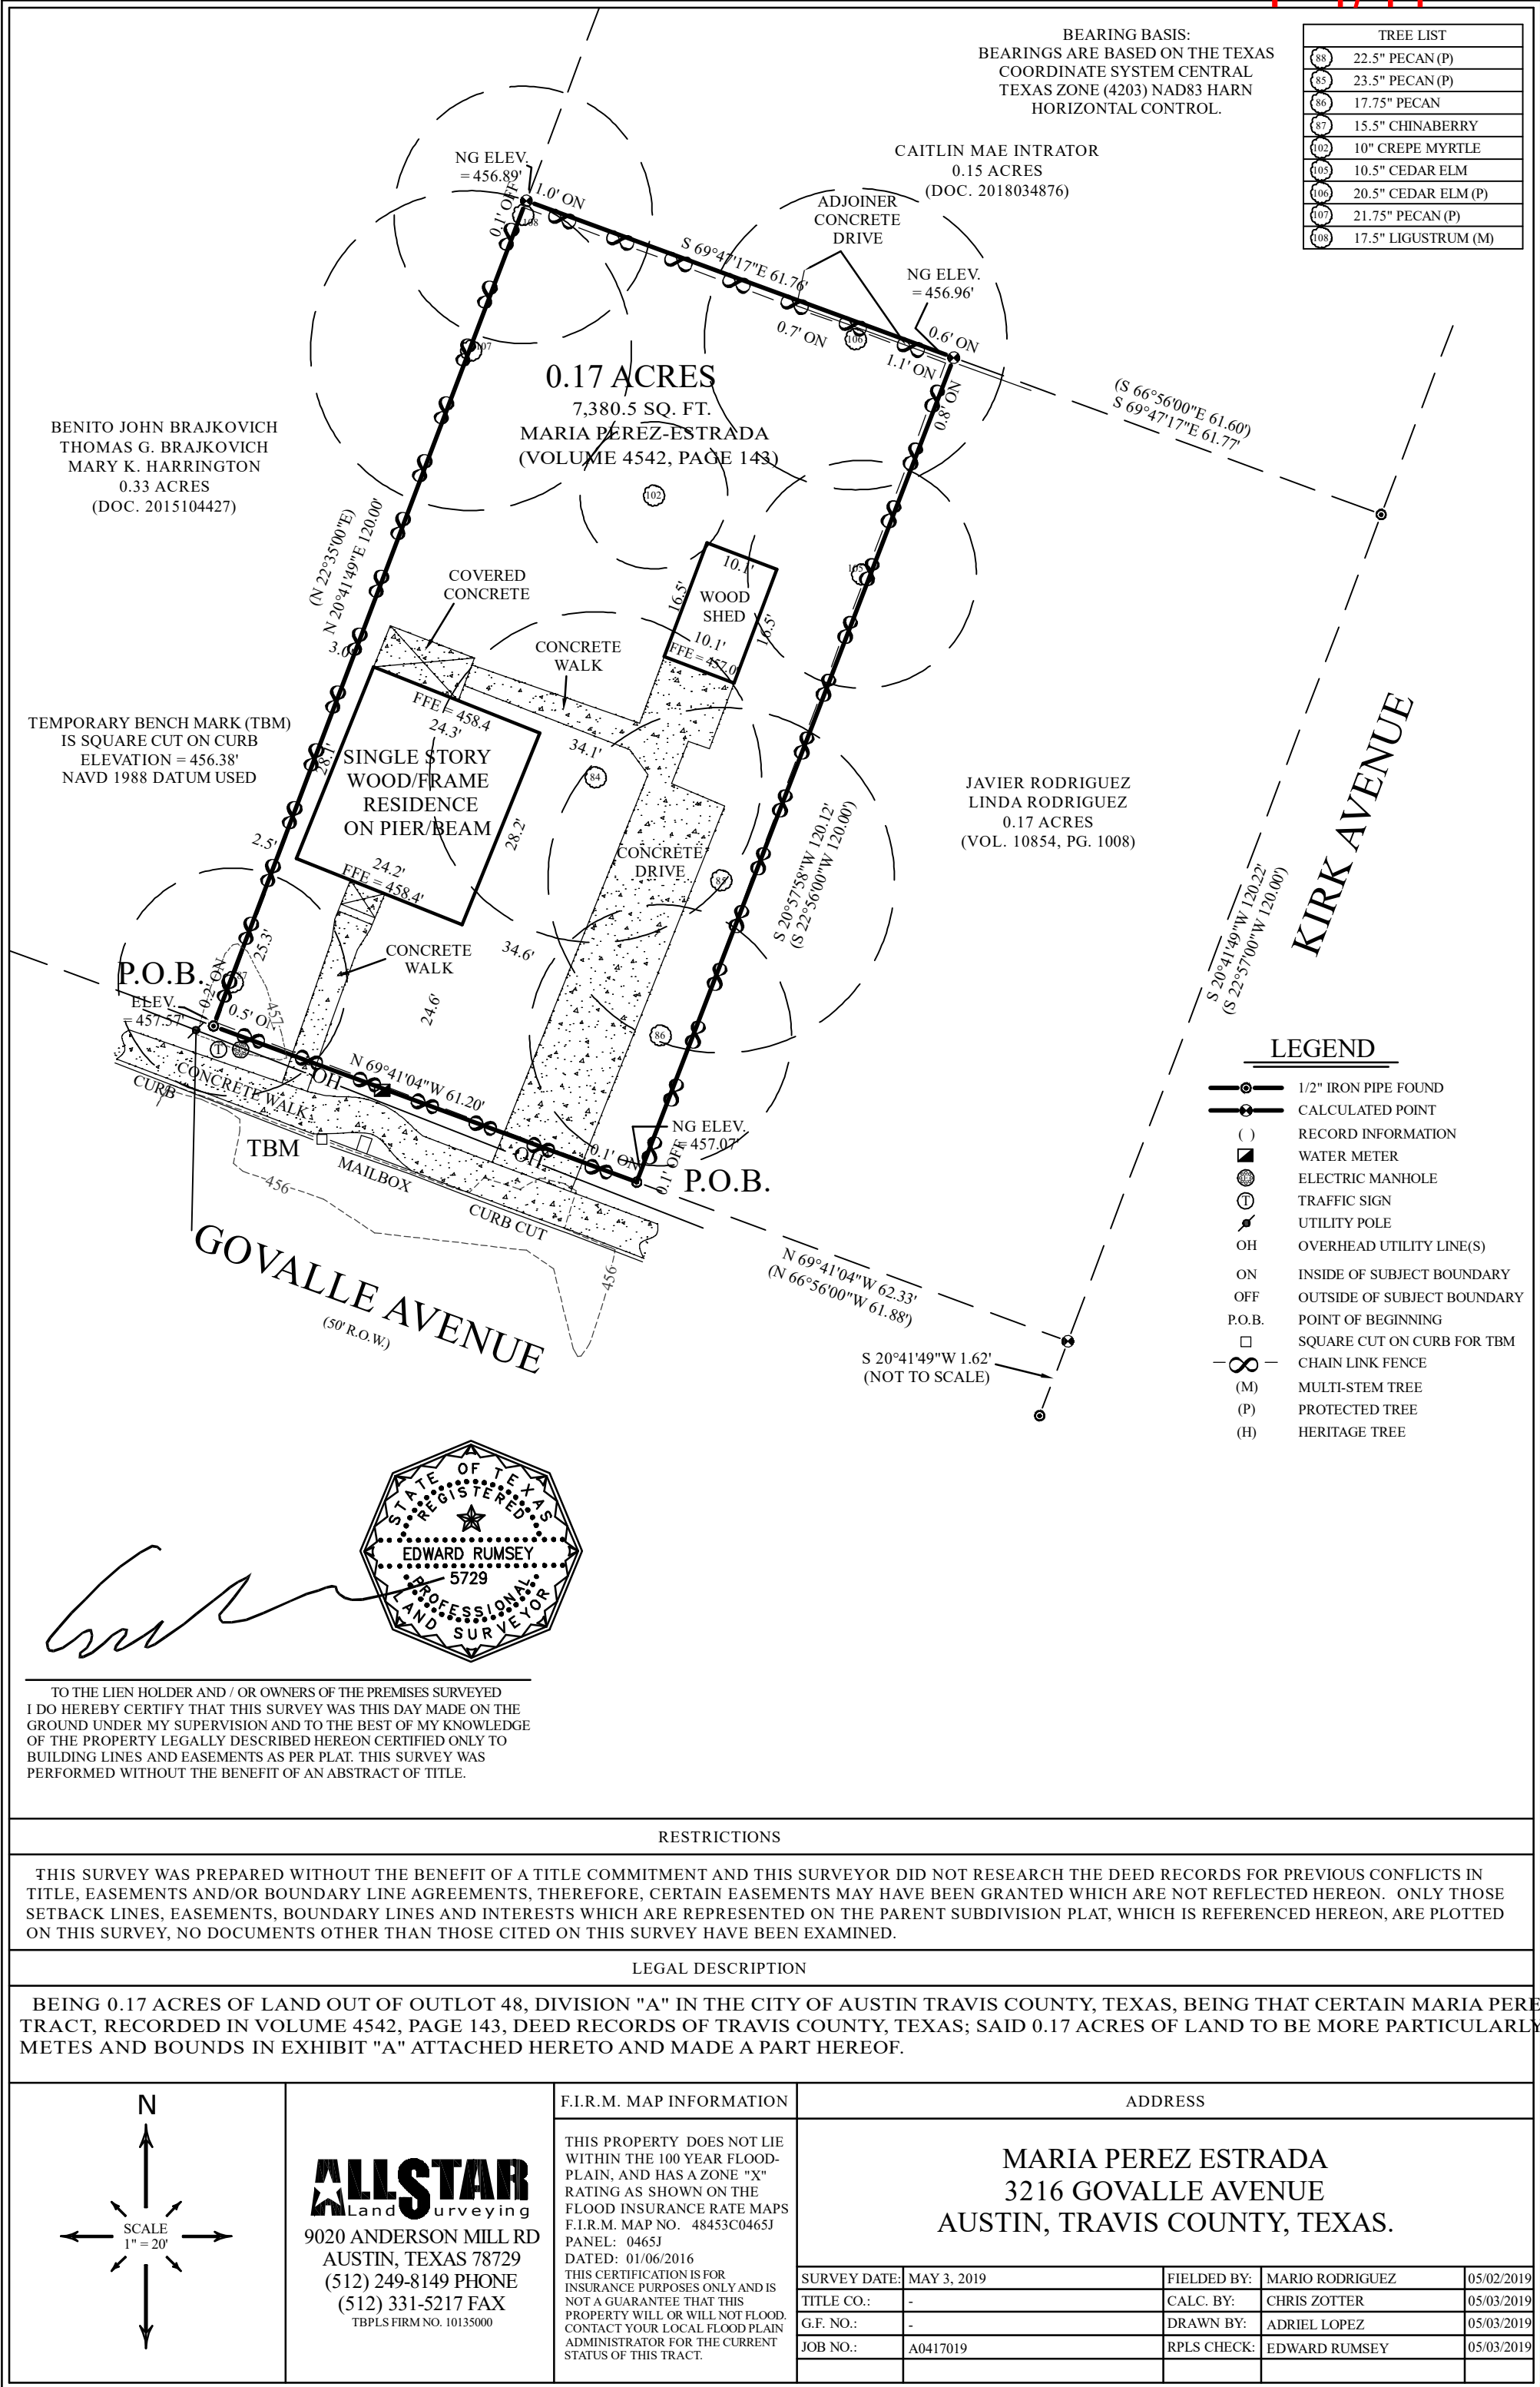 BEARING BASIS:
BEARINGS ARE BASED ON THE TEXAS
COORDINATE SYSTEM CENTRAL
TEXAS ZONE (4203) NAD83 HARN
HORIZONTAL CONTROL.
TREE LIST
88 22.5" PECAN (P)
85 23.5" PECAN (P)
86 17.75" PECAN
87 15.5" CHINABERRY
102 10" CREPE MYRTLE
105 10.5" CEDAR ELM
106 20.5" CEDAR ELM (P)
107 21.75" PECAN (P)
108 17.5" LIGUSTRUM (M)
CAITLIN MAE INTRATOR
0.15 ACRES
(DOC. 2018034876)
NG ELEV.
= 456.89'
0.1' OFF
1.0' ON
108
ADJOINER
CONCRETE
DRIVE
S 69°47'17"E 61.76'
NG ELEV.
= 456.96'
0.7' ON
106
0.6' ON
1.1' ON
0.8' ON
107
0.17 ACRES
7,380.5 SQ. FT.
MARIA PEREZ-ESTRADA
(VOLUME 4542, PAGE 143)
(S 66°56'00"E 61.60')
S 69°47'17"E 61.77'
BENITO JOHN BRAJKOVICH
THOMAS G. BRAJKOVICH
MARY K. HARRINGTON
0.33 ACRES
(DOC. 2015104427)
102
(N 22°35'00"E)
N 20°41'49"E 120.00'
COVERED
CONCRETE
10.1'
16.5'
WOOD
SHED
16.5'
10.1'
FFE = 457.0
105
3.0'
CONCRETE
WALK
TEMPORARY BENCH MARK (TBM)
IS SQUARE CUT ON CURB
ELEVATION = 456.38'
NAVD 1988 DATUM USED
FFE = 458.4
24.3'
28.1'
SINGLE STORY
WOOD/FRAME
RESIDENCE
ON PIER/BEAM
34.1'
84
28.2'
24.2'
FFE = 458.4'
2.5'
JAVIER RODRIGUEZ
LINDA RODRIGUEZ
0.17 ACRES
(VOL. 10854, PG. 1008)
KIRK AVENUE
CONCRETE
DRIVE
85
S 20°57'58"W 120.12'
(S 22°56'00"W 120.00')
S 20°41'49"W 120.22'
(S 22°57'00"W 120.00')
25.3'
CONCRETE
WALK
34.6'
24.6'
P.O.B.
0.2' ON
ELEV.
= 457.57'
0.5' ON
457
86
T
N 69°41'04"W 61.20'
OH
CONCRETE WALK
CURB
TBM
MAILBOX
OH
0.1' ON
NG ELEV.
= 457.07'
0.1' OFF
P.O.B.
456
CURB CUT
456
GOVALLE AVENUE
(50' R.O.W.)
N 69°41'04"W 62.33'
(N 66°56'00"W 61.88')
S 20°41'49"W 1.62'
(NOT TO SCALE)
LEGEND
1/2" IRON PIPE FOUND
CALCULATED POINT
( ) RECORD INFORMATION
WATER METER
ELECTRIC MANHOLE
T TRAFFIC SIGN
UTILITY POLE
OH OVERHEAD UTILITY LINE(S)
ON INSIDE OF SUBJECT BOUNDARY
OFF OUTSIDE OF SUBJECT BOUNDARY
P.O.B. POINT OF BEGINNING
SQUARE CUT ON CURB FOR TBM
CHAIN LINK FENCE
(M) MULTI-STEM TREE
(P) PROTECTED TREE
(H) HERITAGE TREE
STATE OF TEXAS
REGISTERED
EDWARD RUMSEY
5729
PROFESSIONAL
LAND SURVEYOR
TO THE LIEN HOLDER AND / OR OWNERS OF THE PREMISES SURVEYED
I DO HEREBY CERTIFY THAT THIS SURVEY WAS THIS DAY MADE ON THE
GROUND UNDER MY SUPERVISION AND TO THE BEST OF MY KNOWLEDGE
OF THE PROPERTY LEGALLY DESCRIBED HEREON CERTIFIED ONLY TO
BUILDING LINES AND EASEMENTS AS PER PLAT. THIS SURVEY WAS
PERFORMED WITHOUT THE BENEFIT OF AN ABSTRACT OF TITLE.
RESTRICTIONS
THIS SURVEY WAS PREPARED WITHOUT THE BENEFIT OF A TITLE COMMITMENT AND THIS SURVEYOR DID NOT RESEARCH THE DEED RECORDS FOR PREVIOUS CONFLICTS IN
TITLE, EASEMENTS AND/OR BOUNDARY LINE AGREEMENTS, THEREFORE, CERTAIN EASEMENTS MAY HAVE BEEN GRANTED WHICH ARE NOT REFLECTED HEREON. ONLY THOSE
SETBACK LINES, EASEMENTS, BOUNDARY LINES AND INTERESTS WHICH ARE REPRESENTED ON THE PARENT SUBDIVISION PLAT, WHICH IS REFERENCED HEREON, ARE PLOTTED
ON THIS SURVEY, NO DOCUMENTS OTHER THAN THOSE CITED ON THIS SURVEY HAVE BEEN EXAMINED.
LEGAL DESCRIPTION
BEING 0.17 ACRES OF LAND OUT OF OUTLOT 48, DIVISION "A" IN THE CITY OF AUSTIN TRAVIS COUNTY, TEXAS, BEING THAT CERTAIN MARIA PERE
TRACT, RECORDED IN VOLUME 4542, PAGE 143, DEED RECORDS OF TRAVIS COUNTY, TEXAS; SAID 0.17 ACRES OF LAND TO BE MORE PARTICULARLY
METES AND BOUNDS IN EXHIBIT "A" ATTACHED HERETO AND MADE A PART HEREOF.
N
SCALE
1" = 20'
ALLSTAR
Land Surveying
9020 ANDERSON MILL RD
AUSTIN, TEXAS 78729
(512) 249-8149 PHONE
(512) 331-5217 FAX
TBPLS FIRM NO. 10135000
F.I.R.M. MAP INFORMATION
THIS PROPERTY DOES NOT LIE
WITHIN THE 100 YEAR FLOOD-
PLAIN, AND HAS A ZONE "X"
RATING AS SHOWN ON THE
FLOOD INSURANCE RATE MAPS
F.I.R.M. MAP NO. 48453C0465J
PANEL: 0465J
DATED: 01/06/2016
THIS CERTIFICATION IS FOR
INSURANCE PURPOSES ONLY AND IS
NOT A GUARANTEE THAT THIS
PROPERTY WILL OR WILL NOT FLOOD.
CONTACT YOUR LOCAL FLOOD PLAIN
ADMINISTRATOR FOR THE CURRENT
STATUS OF THIS TRACT.
ADDRESS
MARIA PEREZ ESTRADA
3216 GOVALLE AVENUE
AUSTIN, TRAVIS COUNTY, TEXAS.
SURVEY DATE: MAY 3, 2019 FIELDED BY: MARIO RODRIGUEZ 05/02/2019
TITLE CO.: - CALC. BY: CHRIS ZOTTER 05/03/2019
G.F. NO.: - DRAWN BY: ADRIEL LOPEZ 05/03/2019
JOB NO.: A0417019 RPLS CHECK: EDWARD RUMSEY 05/03/2019